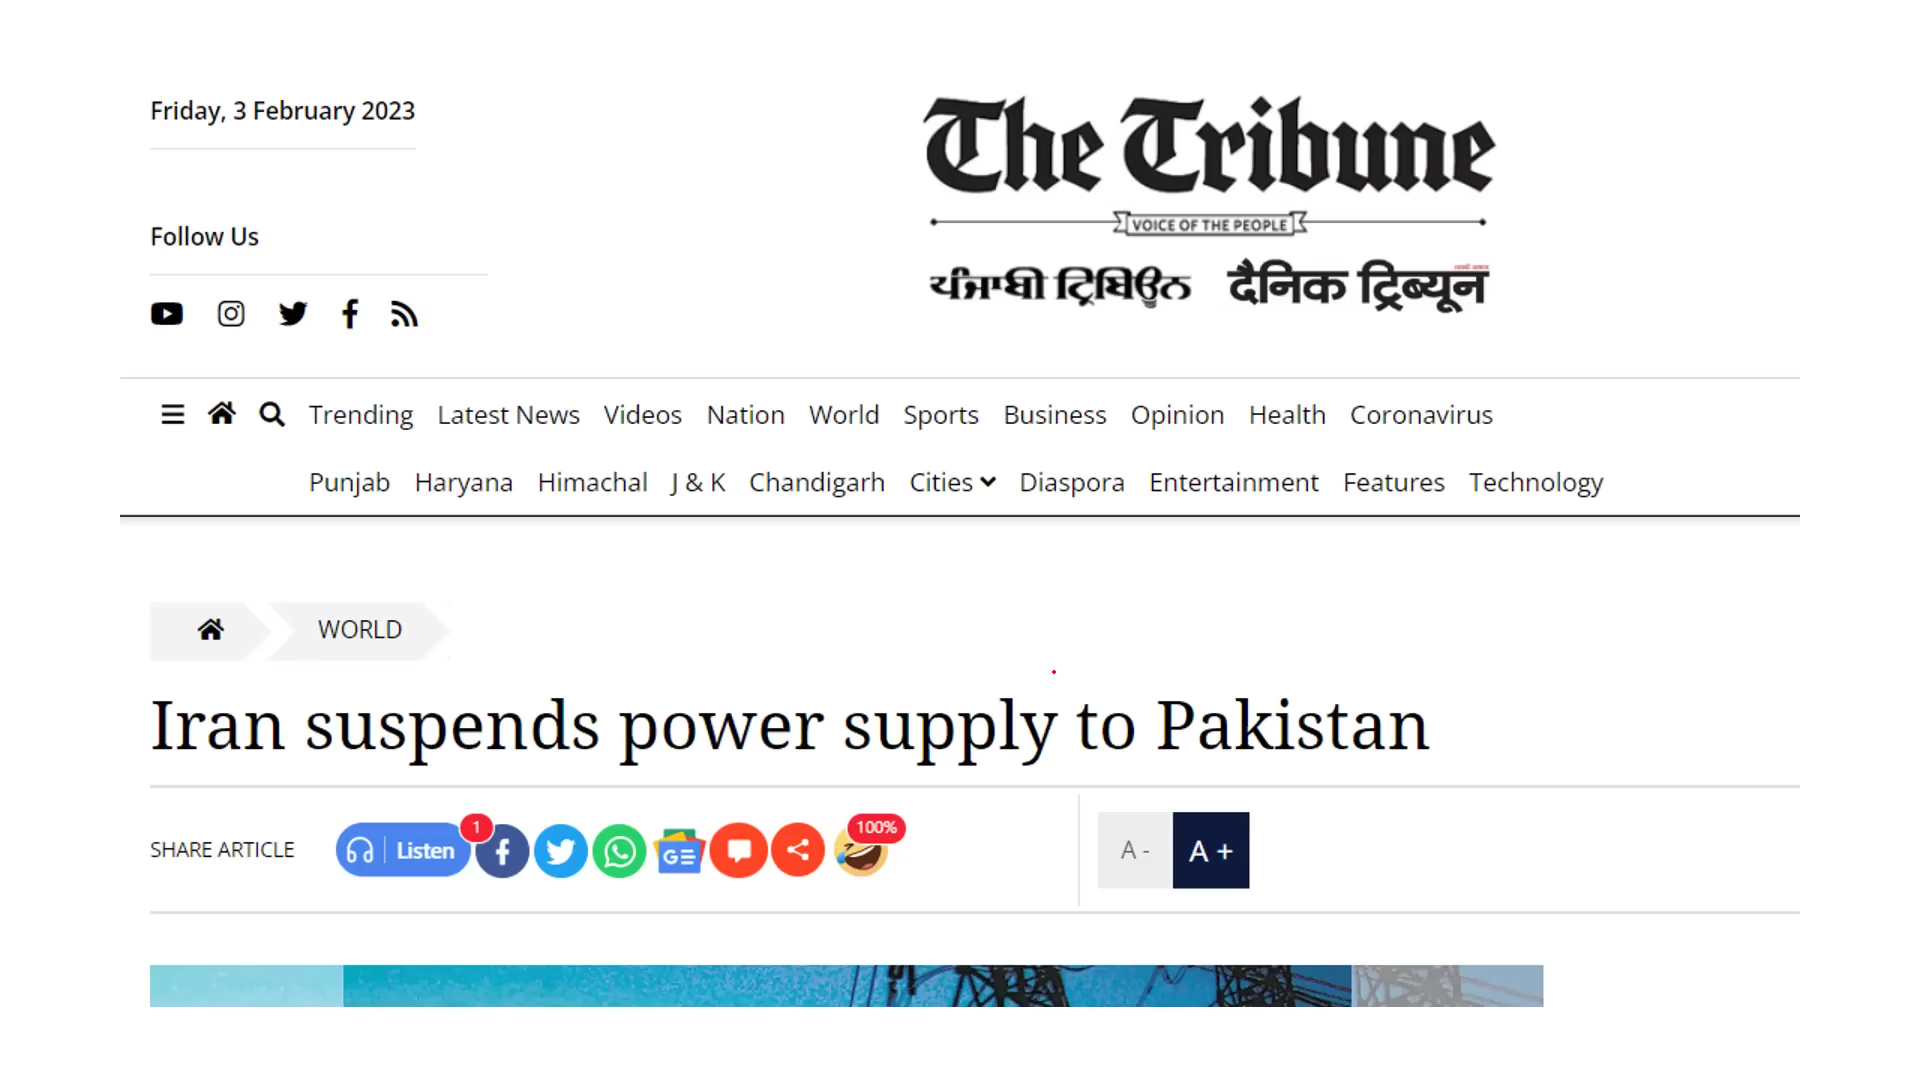 Friday, 3 February 2023
The Tribune
VOICE OF THE PEOPLE
ਪੰਜਾਬੀ ਟ੍ਰਿਬਿਊਨ दैनिक ट्रिब्यून
Follow Us
Trending Latest News Videos Nation World Sports Business Opinion Health Coronavirus
Punjab Haryana Himachal J & K Chandigarh Cities Diaspora Entertainment Features Technology
WORLD
Iran suspends power supply to Pakistan
SHARE ARTICLE Listen 1 GE 100% A - A +